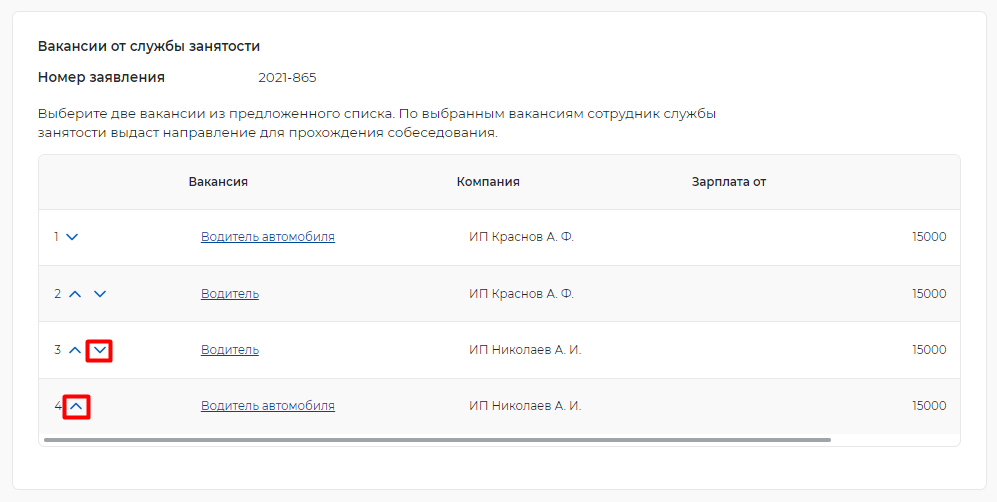 Вакансии от службы занятости
Номер заявления 2021-865
Выберите две вакансии из предложенного списка. По выбранным вакансиям сотрудник службы
занятости выдаст направление для прохождения собеседования.
Вакансия Компания Зарплата от
1 Водитель автомобиля ИП Краснов А. Ф. 15000
2 Водитель ИП Краснов А. Ф. 15000
3 Водитель ИП Николаев А. И. 15000
4 Водитель автомобиля ИП Николаев А. И. 15000